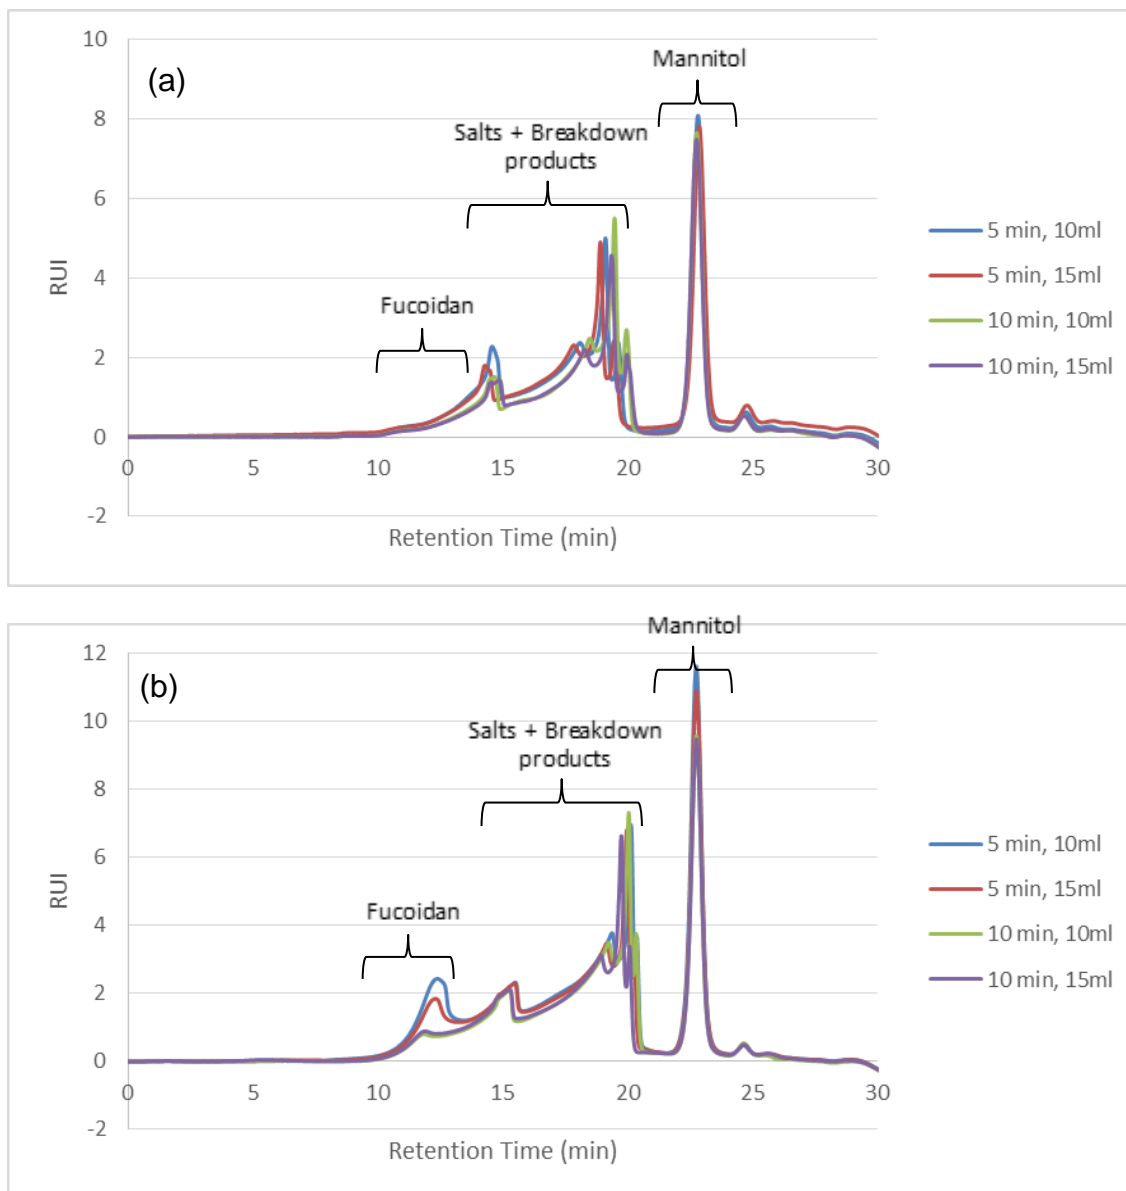 (a)
10
8
6
4
2
0
-2
RUI
Fucoidan
Salts + Breakdown
products
Mannitol
0 5 10 15 20 25 30
Retention Time (min)
5 min, 10ml
5 min, 15ml
10 min, 10ml
10 min, 15ml
(b)
12
10
8
6
4
2
0
-2
RUI
Fucoidan
Salts + Breakdown
products
Mannitol
0 5 10 15 20 25 30
Retention Time (min)
5 min, 10ml
5 min, 15ml
10 min, 10ml
10 min, 15ml